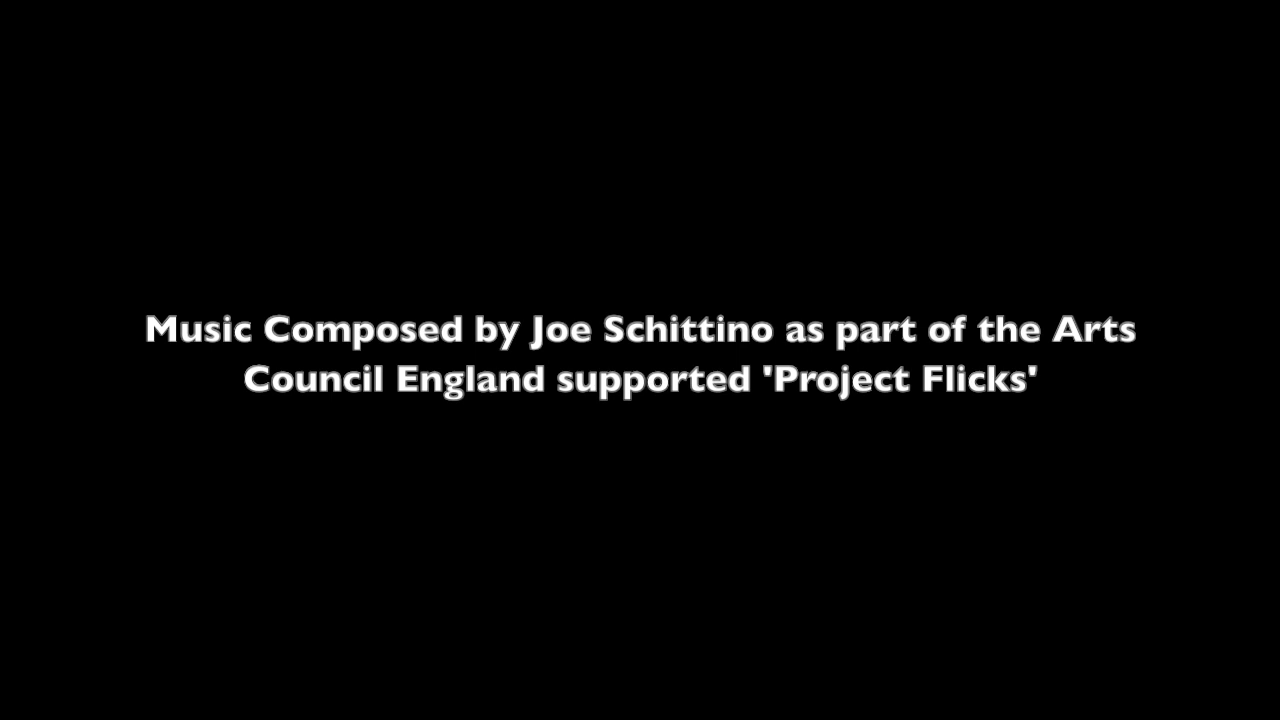 Music Composed by Joe Schittino as part of the Arts
Council England supported 'Project Flicks'